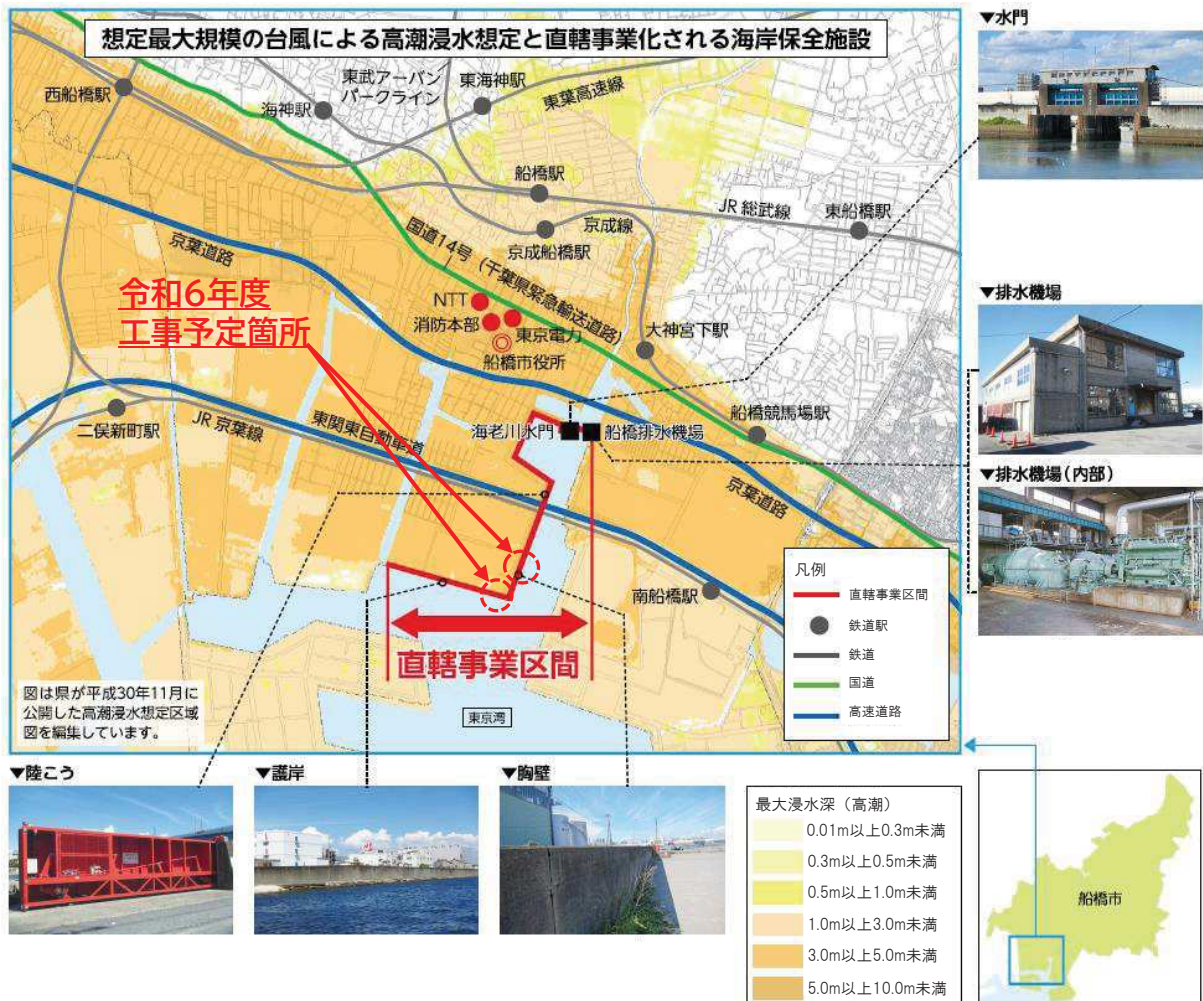 想定最大規模の台風による高潮浸水想定と直轄事業化される海岸保全施設
西船橋駅
東武アーバン
パークライン
海神駅
東海神駅
東葉高速線
船橋駅
JR 総武線
東船橋駅
京成線
京成船橋駅
京葉道路
国道14号（千葉県緊急輸送道路）
令和6年度
工事予定箇所
NTT
消防本部
東京電力
船橋市役所
大神宮下駅
二俣新町駅
JR 京葉線
東関東自動車道
海老川水門
船橋排水機場
船橋競馬場駅
京葉道路
南船橋駅
直轄事業区間
東京湾
図は県が平成30年11月に
公開した高潮浸水想定区域
図を編集しています。
凡例
直轄事業区間
鉄道駅
鉄道
国道
高速道路
▼水門
▼排水機場
▼排水機場(内部)
▼陸こう
▼護岸
▼胸壁
最大浸水深（高潮）
0.01m以上0.3m未満
0.3m以上0.5m未満
0.5m以上1.0m未満
1.0m以上3.0m未満
3.0m以上5.0m未満
5.0m以上10.0m未満
船橋市